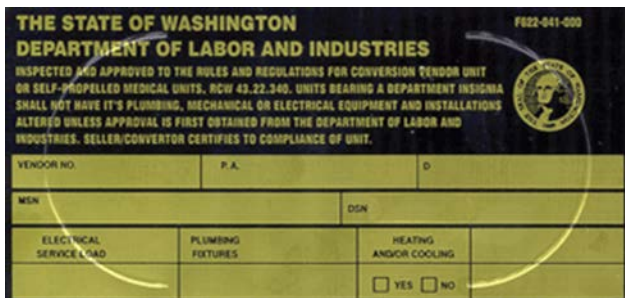 THE STATE OF WASHINGTON
F622-041-000
DEPARTMENT OF LABOR AND INDUSTRIES
INSPECTED AND APPROVED TO THE RULES AND REGULATIONS FOR CONVERSION VENDOR UNIT
OR SELF-PROPELLED MEDICAL UNITS, RCW 43.22.340. UNITS BEARING A DEPARTMENT INSIGNIA
SHALL NOT HAVE IT'S PLUMBING, MECHANICAL OR ELECTRICAL EQUIPMENT AND INSTALLATIONS
ALTERED UNLESS APPROVAL IS FIRST OBTAINED FROM THE DEPARTMENT OF LABOR AND
INDUSTRIES. SELLER/CONVERTOR CERTIFIES TO COMPLIANCE OF UNIT.
VENDOR NO. P.A. D
MSN DSN
ELECTRICAL PLUMBING HEATING
SERVICE LOAD FIXTURES AND/OR COOLING
YES NO